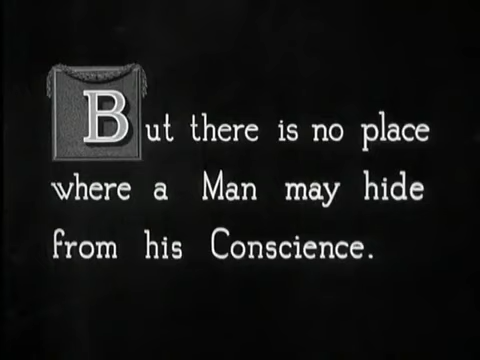 But there is no place
where a Man may hide
from his Conscience.